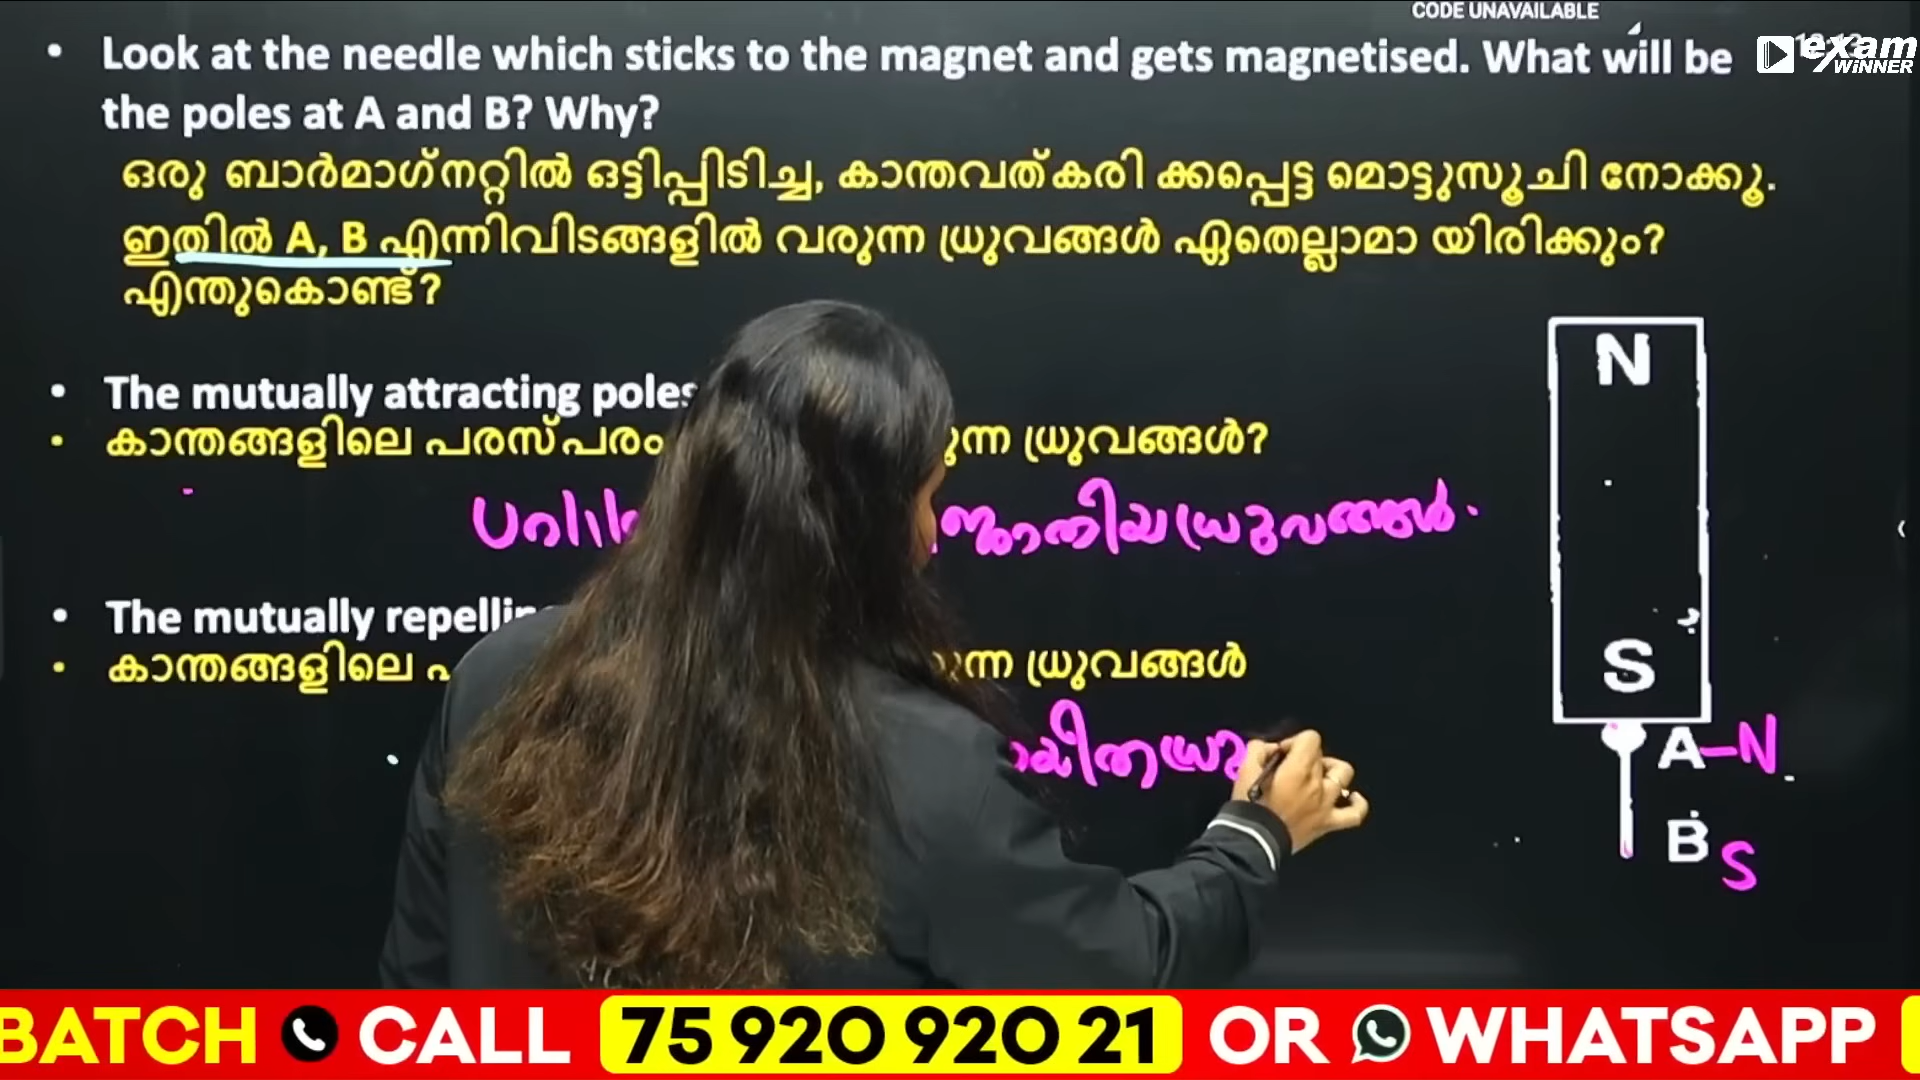 CODE UNAVAILABLE
exam
WiNNER
• Look at the needle which sticks to the magnet and gets magnetised. What will be
the poles at A and B? Why?
ഒരു ബാർമാഗ്‌നറ്റിൽ ഒട്ടിപ്പിടിച്ച, കാന്തവത്കരി ക്കപ്പെട്ട മൊട്ടുസൂചി നോക്കൂ.
ഇതിൽ A, B എന്നിവിടങ്ങളിൽ വരുന്ന ധ്രുവങ്ങൾ ഏതെല്ലാമാ യിരിക്കും?
എന്തുകൊണ്ട്?
N
• The mutually attracting poles
• കാന്തങ്ങളിലെ പരസ്പരം ധ്രുവങ്ങൾ?
• The mutually
• കാന്തങ്ങളിലെ ധ്രുവങ്ങൾ
S
A-N
B S
BATCH CALL 75 920 920 21 OR WHATSAPP